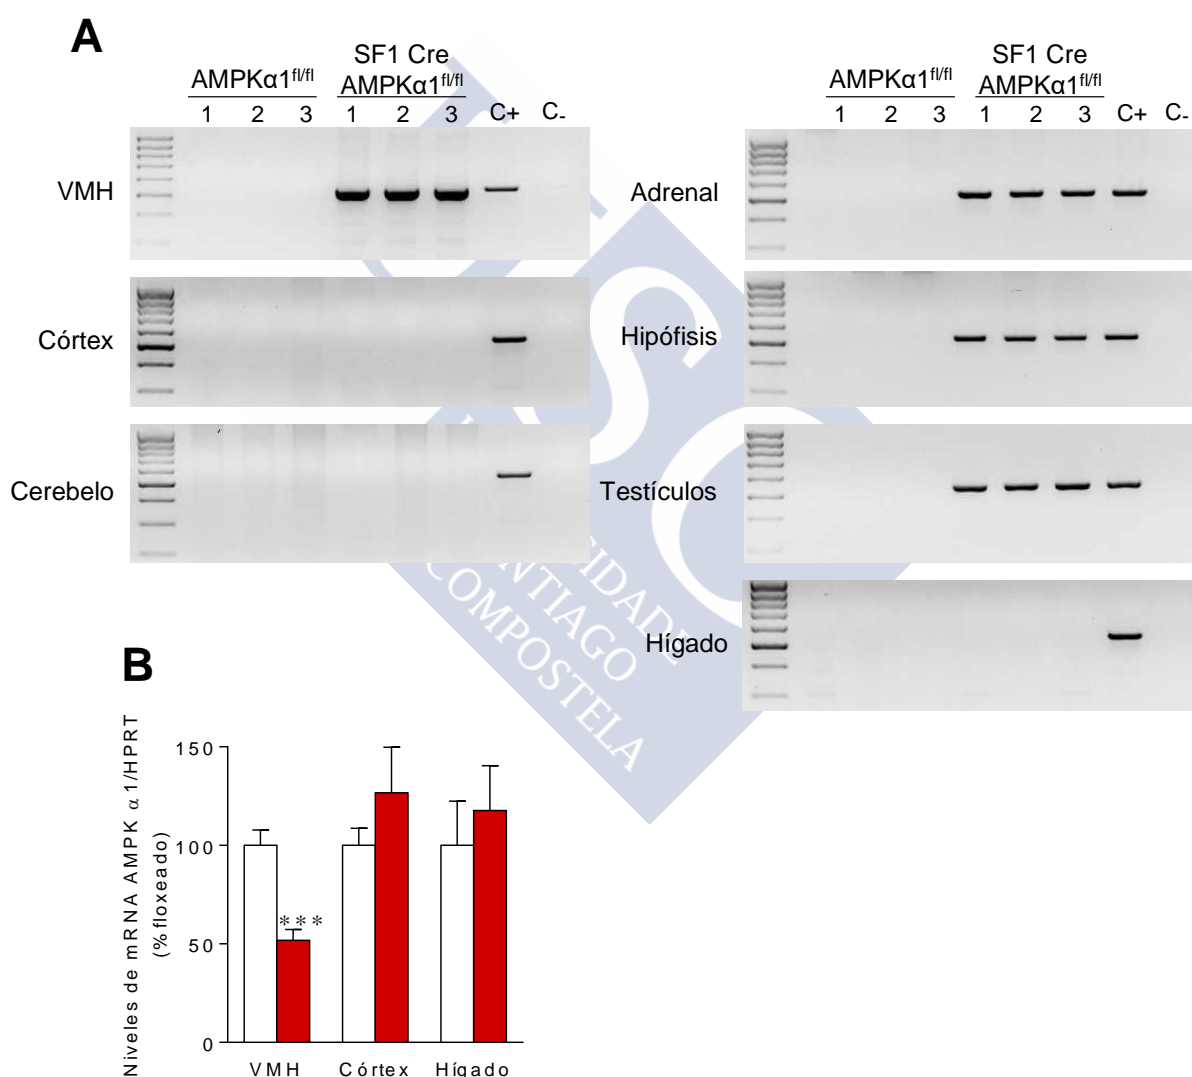 A
AMPKα1fl/fl
SF1 Cre
AMPKα1fl/fl
1 2 3 1 2 3 C+ C-
VMH
Córtex
Cerebelo
AMPKα1fl/fl
SF1 Cre
AMPKα1fl/fl
1 2 3 1 2 3 C+ C-
Adrenal
Hipófisis
Testículos
Hígado
B
Niveles de mRNA AMPK α1/HPRT
(%floxeado)
150
100
50
0
***
VMH Córtex Hígado
COMPOSTELA